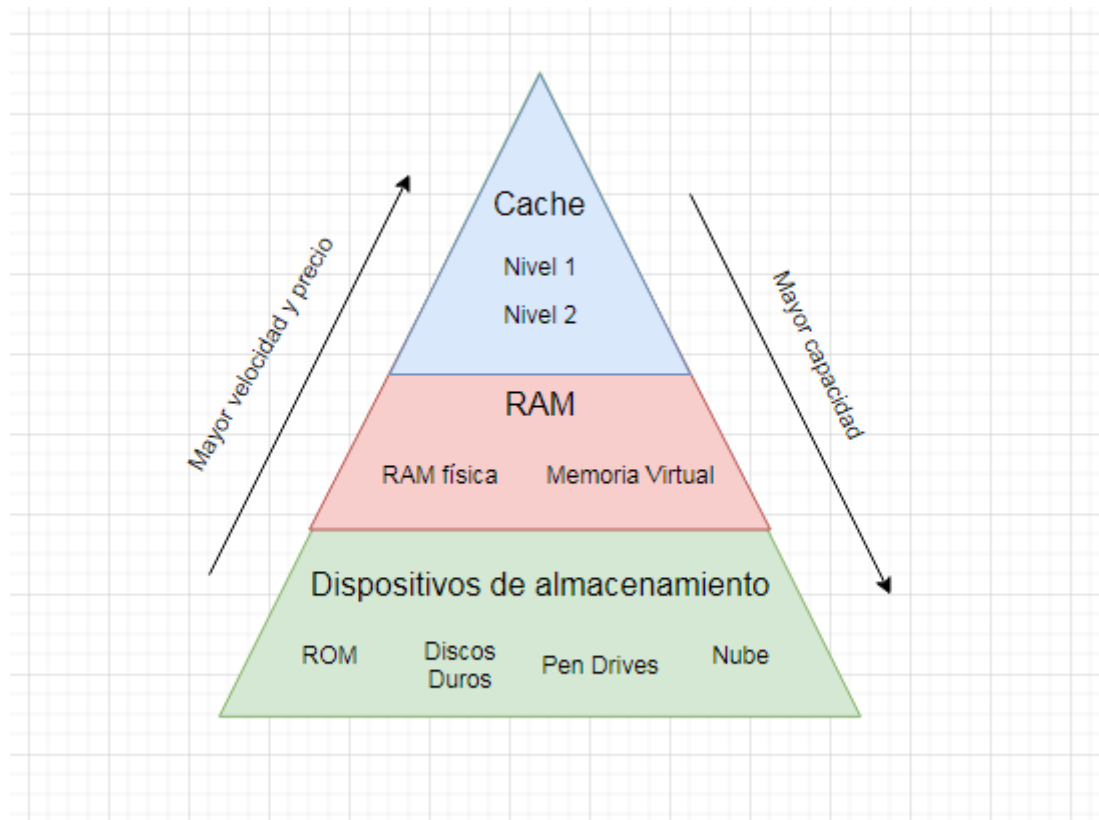 Cache
Nivel 1
Nivel 2
Mayor velocidad y precio
Mayor capacidad
RAM
RAM física
Memoria Virtual
Dispositivos de almacenamiento
ROM
Discos
Duros
Pen Drives
Nube